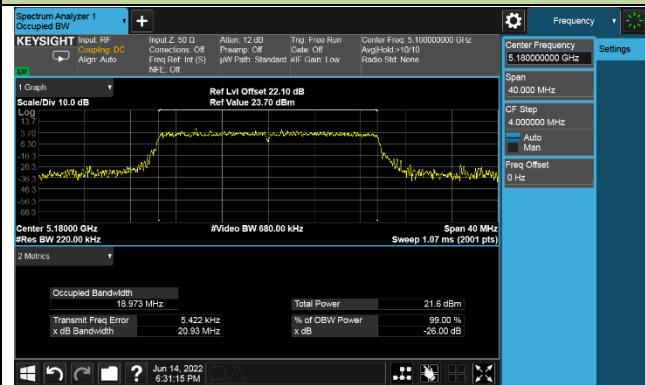 Spectrum Analyzer 1
Occupied BW
+
Frequency
KEYSIGHT
Input: RF
Coupling: DC
Align: Auto
Input Z: 50 Ω
Corrections: Off
Freq Ref: Int (S)
NFE: Off
Atten: 12 dB
Preamp: Off
µW Path: Standard
Trig: Free Run
Gate: Off
#IF Gain: Low
Center Freq: 5.180000000 GHz
Avg|Hold:>10/10
Radio Std: None
LXI
Center Frequency
5.180000000 GHz
Settings
Span
40.000 MHz
CF Step
4.000000 MHz
Auto
Man
Freq Offset
0 Hz
1 Graph
Scale/Div 10.0 dB
Ref Lvl Offset 22.10 dB
Ref Value 23.70 dBm
Log
13.7
3.70
-6.30
-16.3
-26.3
-36.3
-46.3
-56.3
-66.3
Center 5.18000 GHz
#Res BW 220.00 kHz
#Video BW 680.00 kHz
Span 40 MHz
Sweep 1.07 ms (2001 pts)
2 Metrics
Occupied Bandwidth
18.973 MHz
Total Power 21.6 dBm
Transmit Freq Error 5.422 kHz
% of OBW Power 99.00 %
x dB Bandwidth 20.93 MHz
x dB -26.00 dB
?
Jun 14, 2022
6:31:15 PM